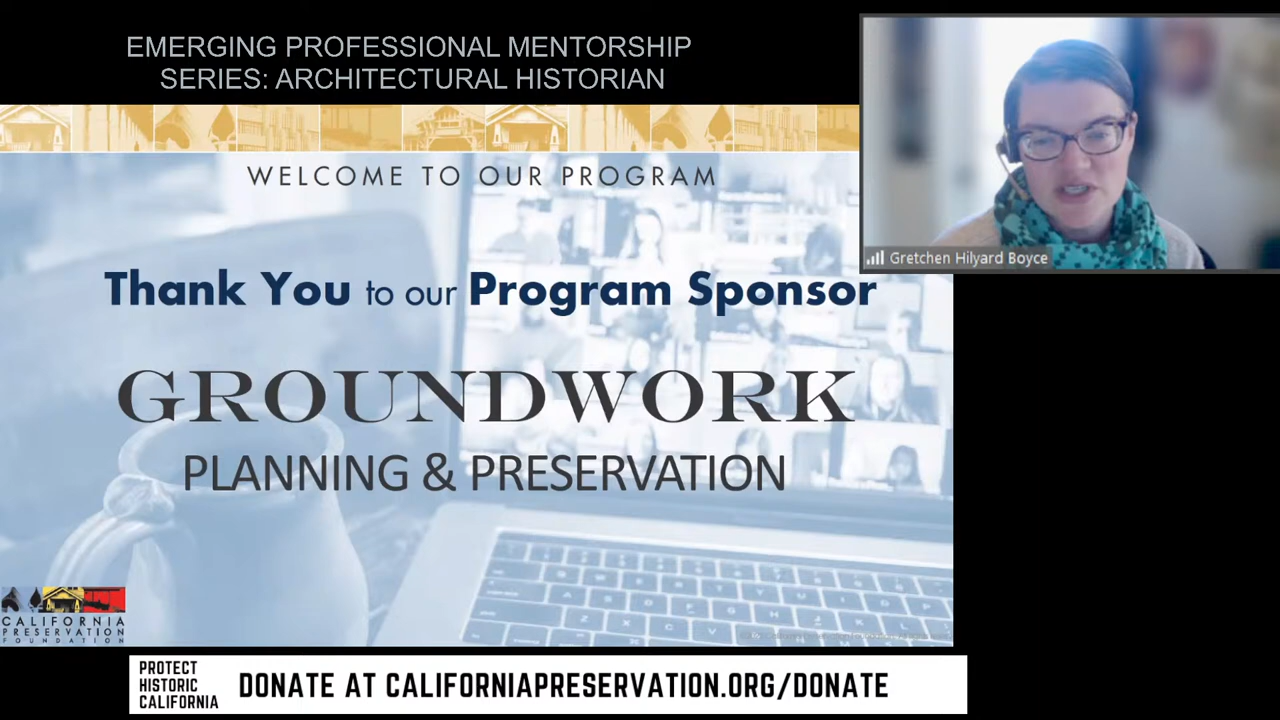 EMERGING PROFESSIONAL MENTORSHIP
SERIES: ARCHITECTURAL HISTORIAN
Gretchen Hilyard Boyce
WELCOME TO OUR PROGRAM
Thank You to our Program Sponsor
GROUNDWORK
PLANNING & PRESERVATION
CALIFORNIA
PRESERVATION
FOUNDATION
PROTECT
HISTORIC
CALIFORNIA
DONATE AT CALIFORNIAPRESERVATION.ORG/DONATE